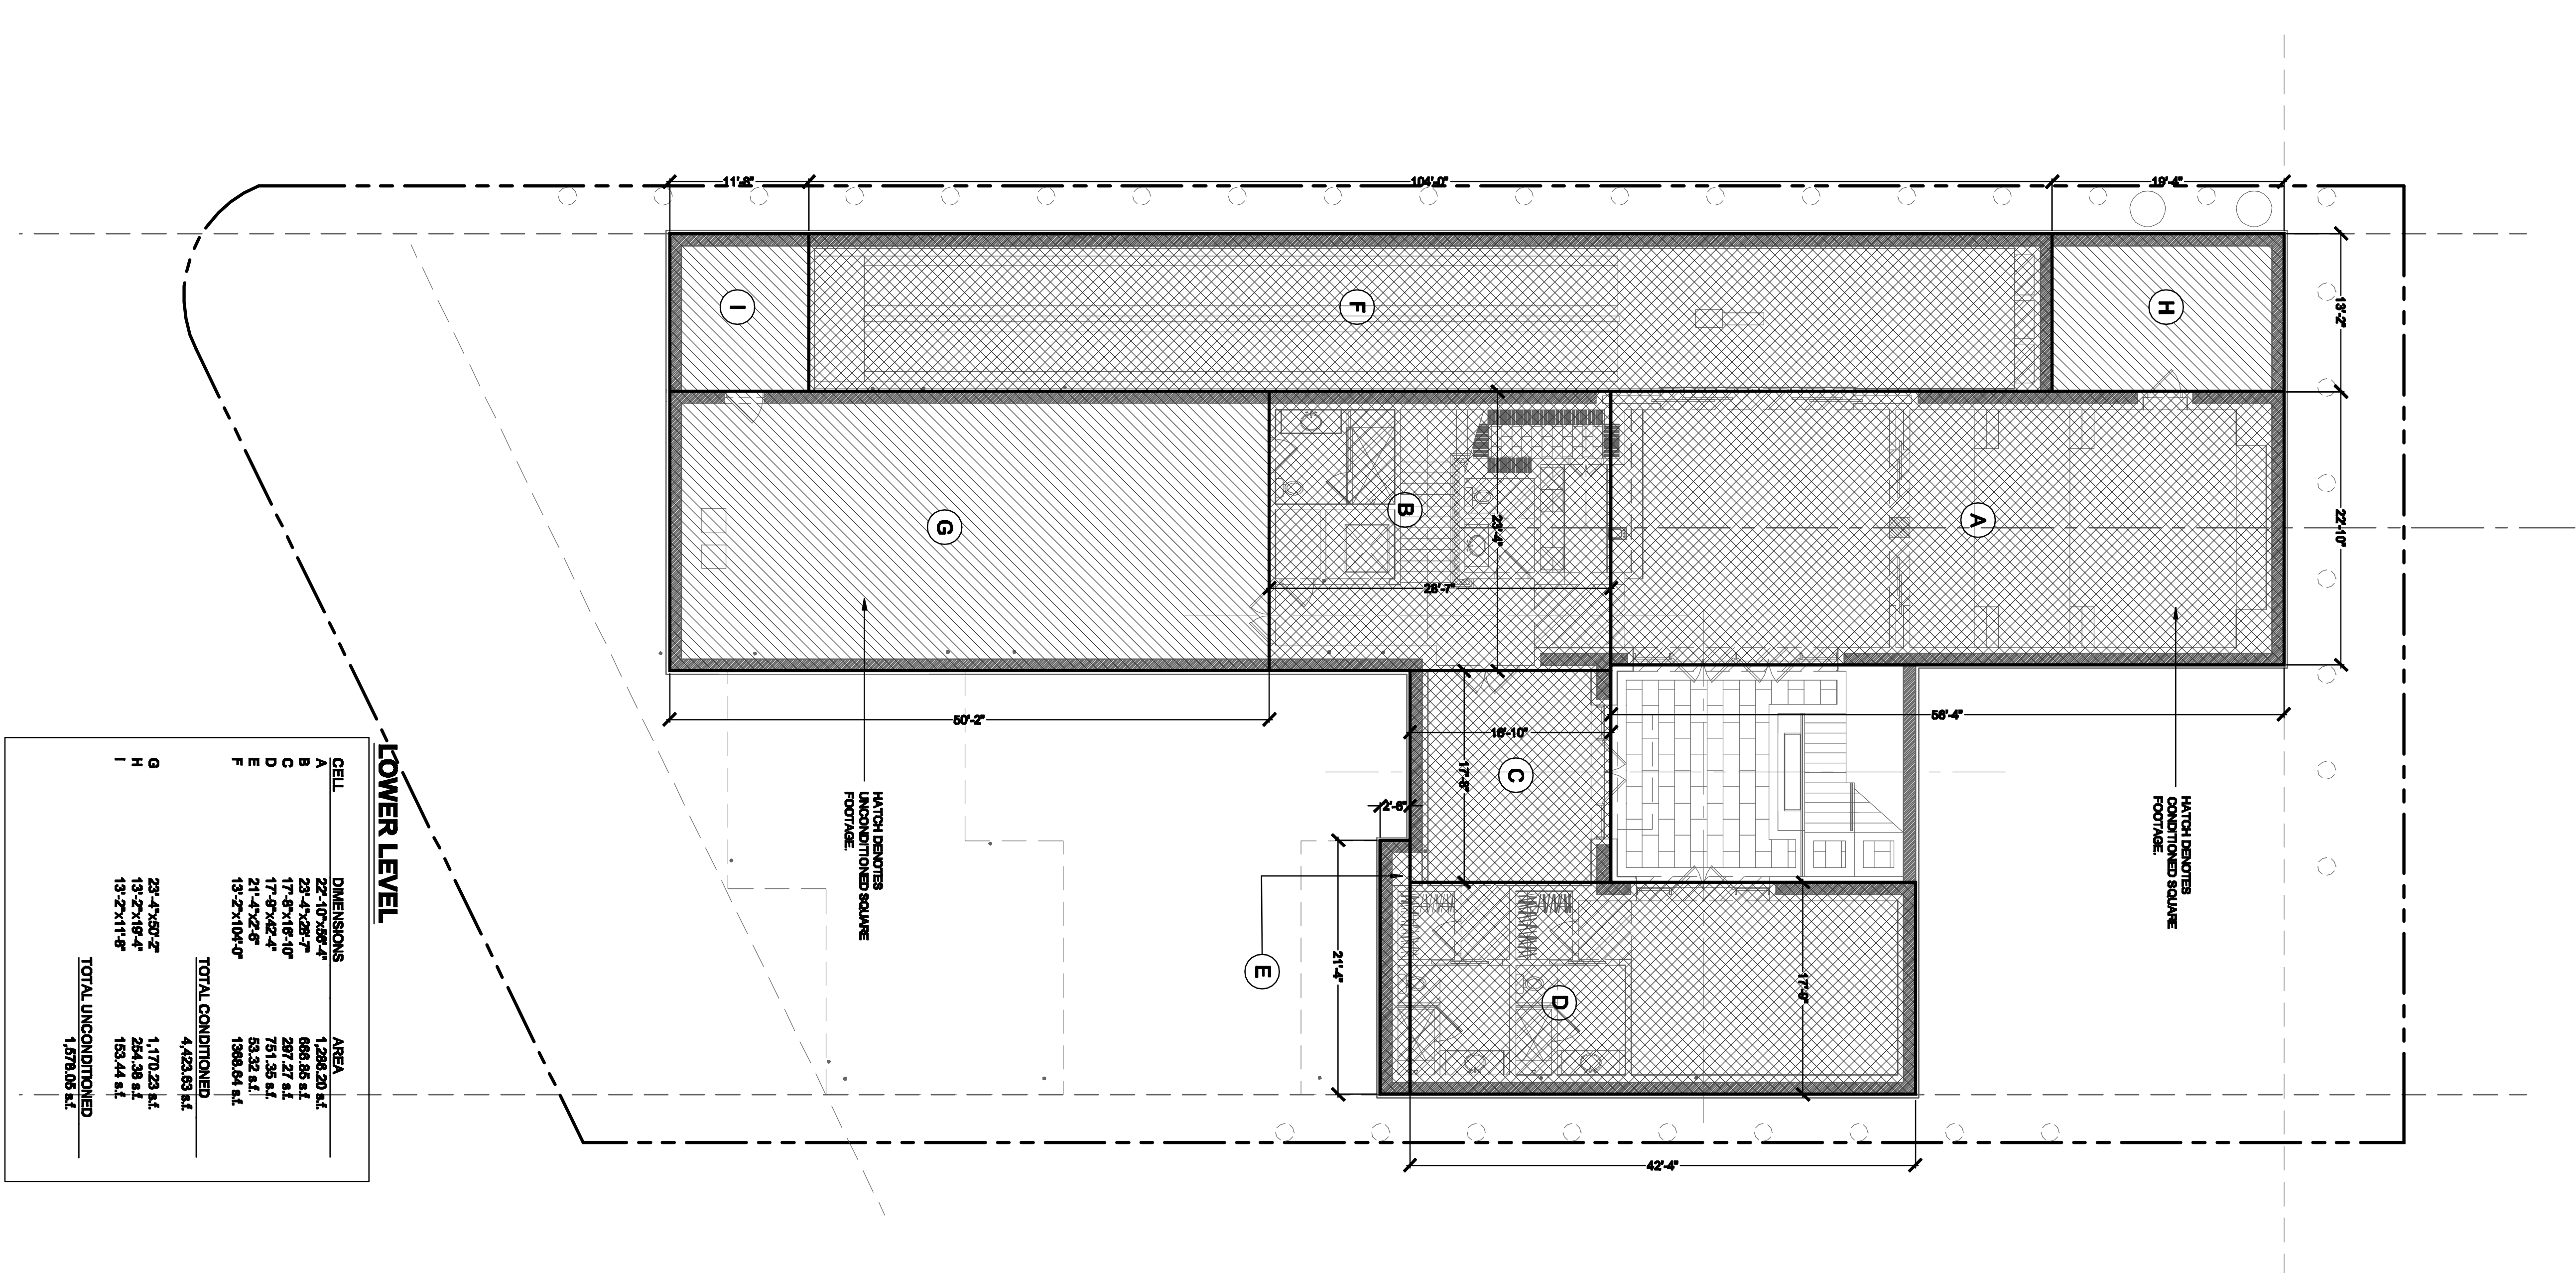 11'-8"
104'-0"
19'-4"
13'-2"
22'-10"
I
F
H
G
B
A
23'-4"
28'-7"
50'-2"
56'-4"
16'-10"
17'-8"
C
2'-6"
21'-4"
E
D
17'-9"
42'-4"
HATCH DENOTES
CONDITIONED SQUARE
FOOTAGE.
HATCH DENOTES
UNCONDITIONED SQUARE
FOOTAGE.
LOWER LEVEL
CELL DIMENSIONS AREA
A 22'-10"x56'-4" 1,286.20 s.f.
B 23'-4"x28'-7" 666.85 s.f.
C 17'-8"x16'-10" 297.27 s.f.
D 17'-9"x42'-4" 751.35 s.f.
E 21'-4"x2'-6" 53.32 s.f.
F 13'-2"x104'-0" 1368.64 s.f.
TOTAL CONDITIONED
4,423.63 s.f.
G 23'-4"x50'-2" 1,170.23 s.f.
H 13'-2"x19'-4" 254.38 s.f.
I 13'-2"x11'-8" 153.44 s.f.
TOTAL UNCONDITIONED
1,578.05 s.f.